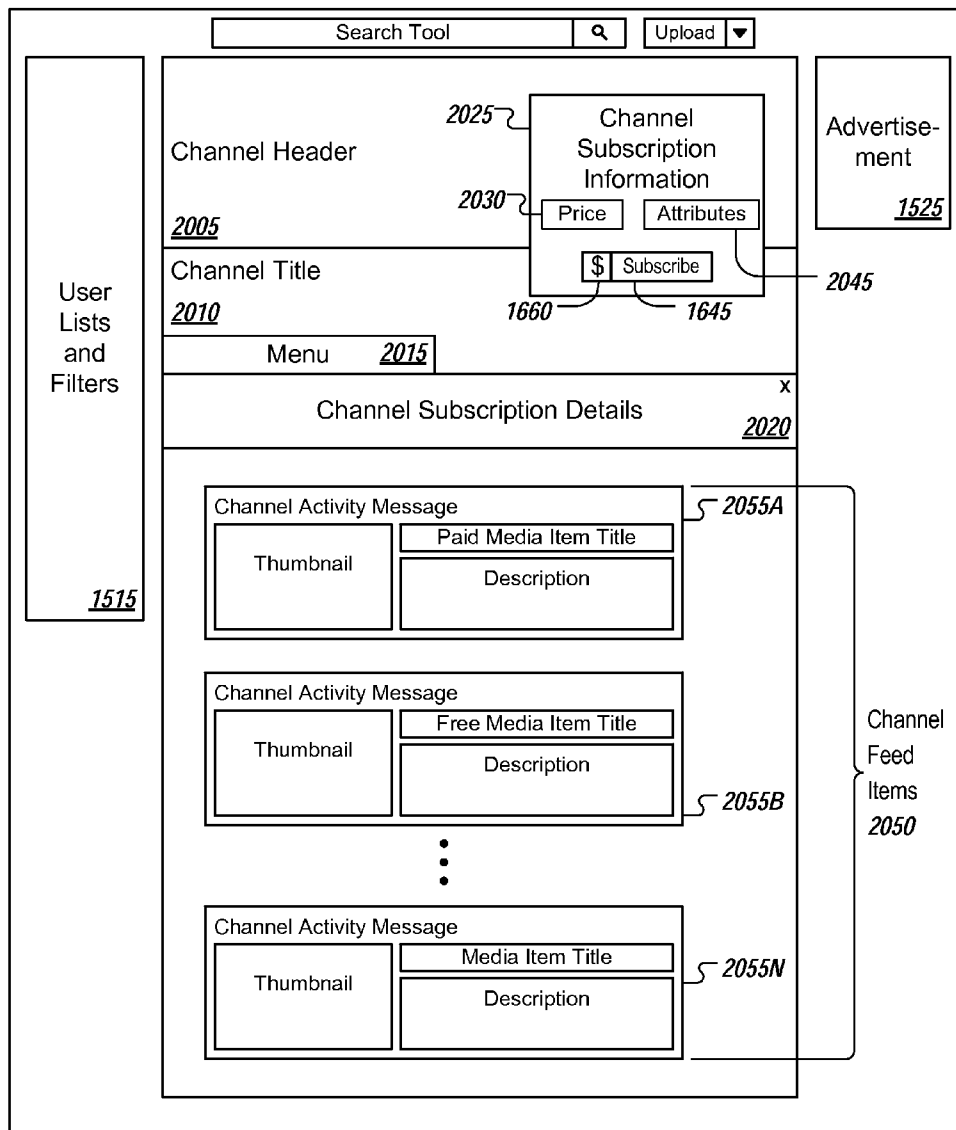 Search Tool
Upload
User
Lists
and
Filters
1515
Channel Header
2005
2025
Channel
Subscription
Information
2030
Price
Attributes
$ Subscribe
2045
1660
1645
Advertise-
ment
1525
Channel Title
2010
Menu 2015
x
Channel Subscription Details
2020
Channel Activity Message
2055A
Thumbnail
Paid Media Item Title
Description
Channel Activity Message
Thumbnail
Free Media Item Title
Description
2055B
Channel Activity Message
Thumbnail
Media Item Title
Description
2055N
Channel
Feed
Items
2050